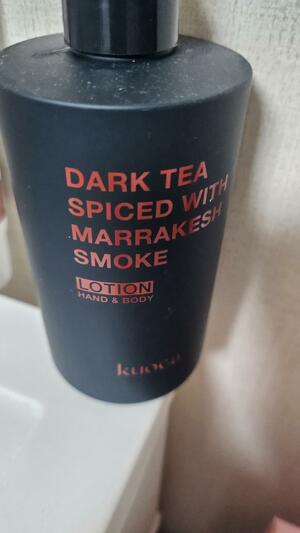 DARK TEA
SPICED WITH
MARRAKESH
SMOKE
LOTION
HAND & BODY